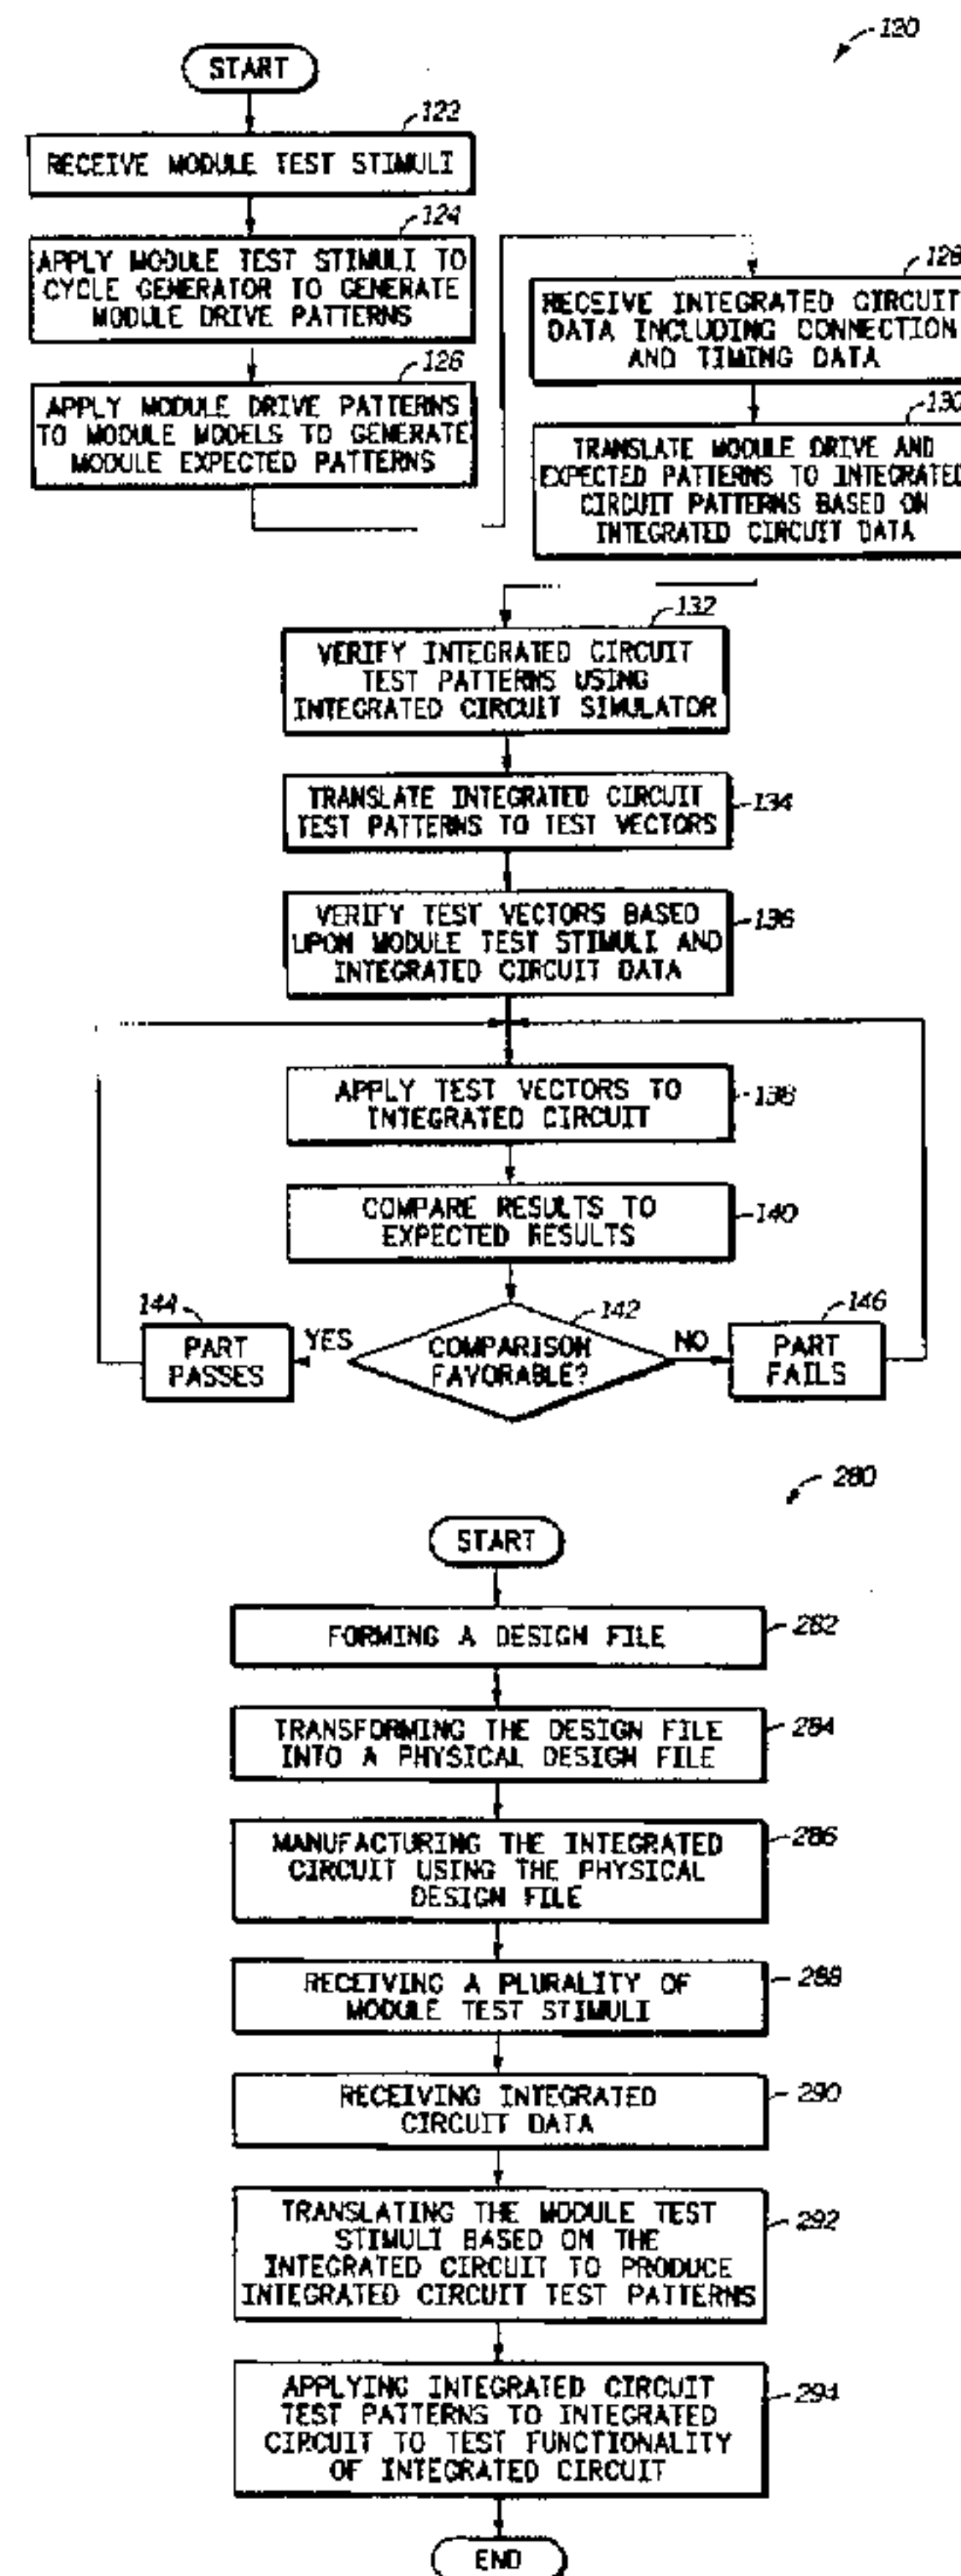 120
START
122
RECEIVE MODULE TEST STIMULI
124
APPLY MODULE TEST STIMULI TO
CYCLE GENERATOR TO GENERATE
MODULE DRIVE PATTERNS
126
APPLY MODULE DRIVE PATTERNS
TO MODULE MODELS TO GENERATE
MODULE EXPECTED PATTERNS
128
RECEIVE INTEGRATED CIRCUIT
DATA INCLUDING CONNECTION
AND TIMING DATA
130
TRANSLATE MODULE DRIVE AND
EXPECTED PATTERNS TO INTEGRATED
CIRCUIT PATTERNS BASED ON
INTEGRATED CIRCUIT DATA
132
VERIFY INTEGRATED CIRCUIT
TEST PATTERNS USING
INTEGRATED CIRCUIT SIMULATOR
TRANSLATE INTEGRATED CIRCUIT
TEST PATTERNS TO TEST VECTORS
134
VERIFY TEST VECTORS BASED
UPON MODULE TEST STIMULI AND
INTEGRATED CIRCUIT DATA
136
APPLY TEST VECTORS TO
INTEGRATED CIRCUIT
138
COMPARE RESULTS TO
EXPECTED RESULTS
140
142
COMPARISON
FAVORABLE?
YES
NO
144
PART
PASSES
146
PART
FAILS
280
START
FORMING A DESIGN FILE
282
TRANSFORMING THE DESIGN FILE
INTO A PHYSICAL DESIGN FILE
284
MANUFACTURING THE INTEGRATED
CIRCUIT USING THE PHYSICAL
DESIGN FILE
286
RECEIVING A PLURALITY OF
MODULE TEST STIMULI
288
RECEIVING INTEGRATED
CIRCUIT DATA
290
TRANSLATING THE MODULE TEST
STIMULI BASED ON THE
INTEGRATED CIRCUIT TO PRODUCE
INTEGRATED CIRCUIT TEST PATTERNS
292
APPLYING INTEGRATED CIRCUIT
TEST PATTERNS TO INTEGRATED
CIRCUIT TO TEST FUNCTIONALITY
OF INTEGRATED CIRCUIT
294
END